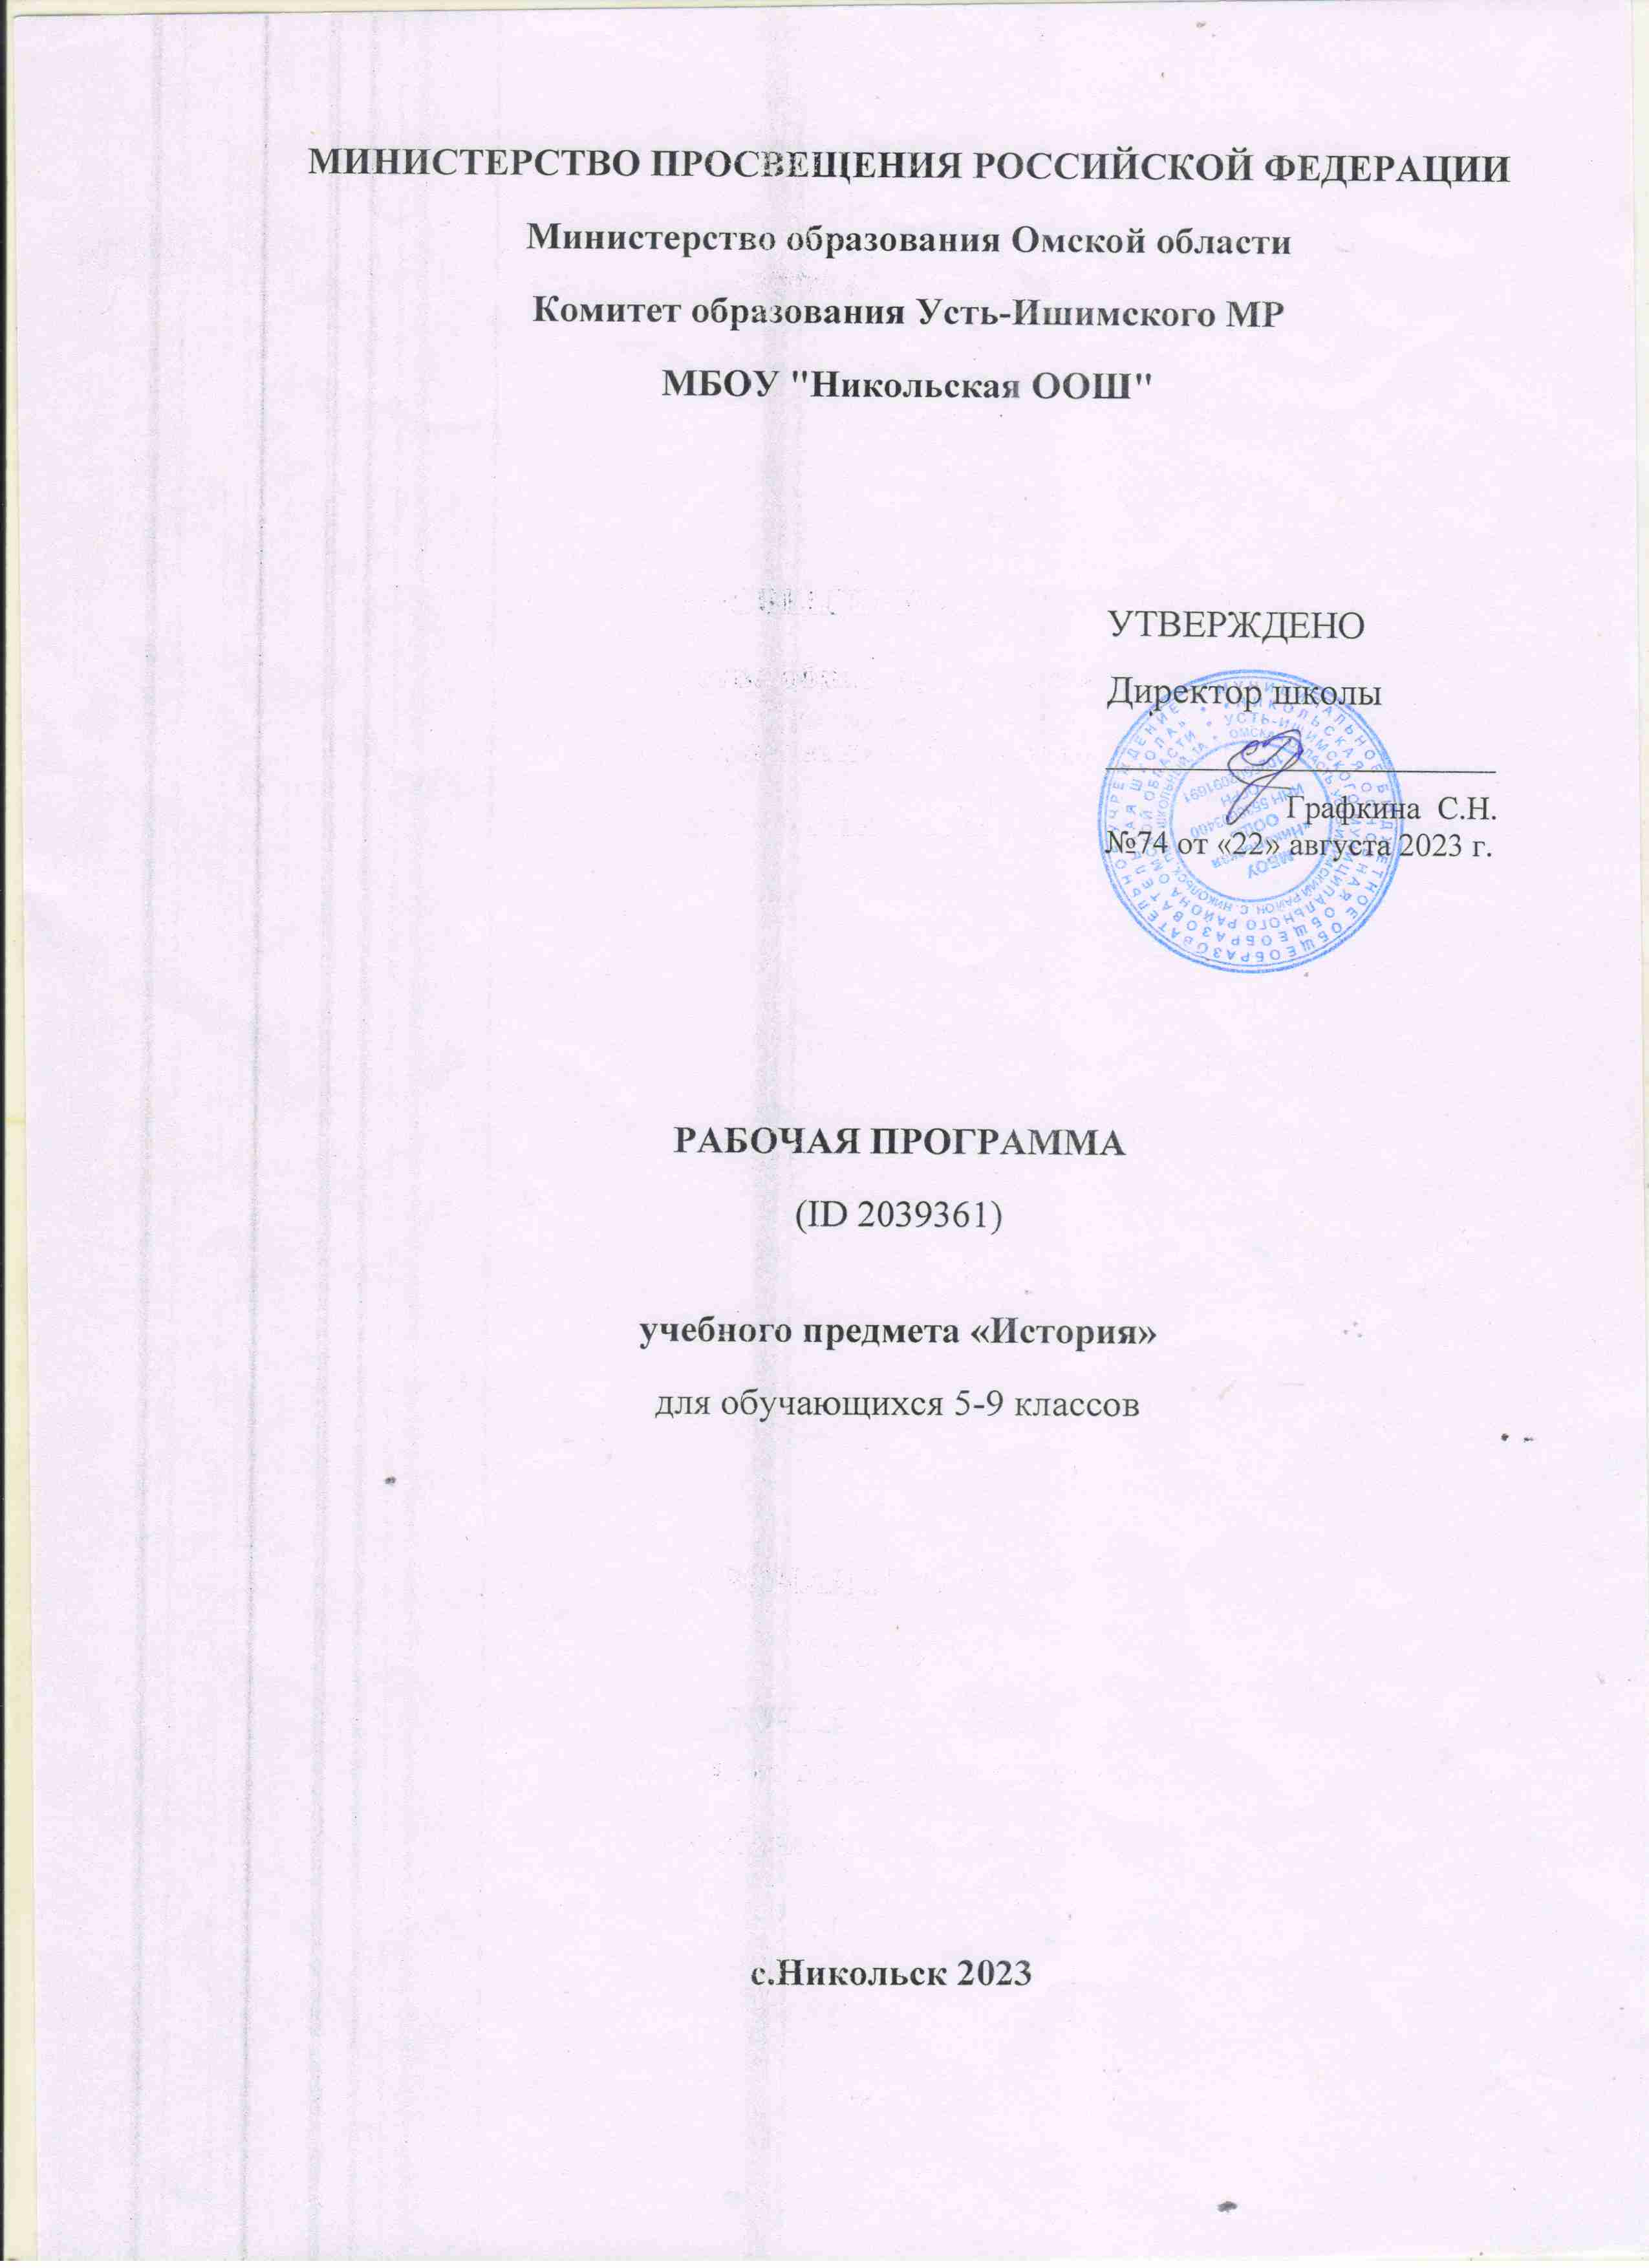 МИНИСТЕРСТВО ПРОСВЕЩЕНИЯ РОССИЙСКОЙ ФЕДЕРАЦИИ
Министерство образования Омской области
Комитет образования Усть-Ишимского МР
МБОУ "Никольская ООШ"
УТВЕРЖДЕНО
Директор школы
Графкина С.Н.
№74 от «22» августа 2023 г.
РАБОЧАЯ ПРОГРАММА
(ID 2039361)
учебного предмета «История»
для обучающихся 5-9 классов
с.Никольск 2023